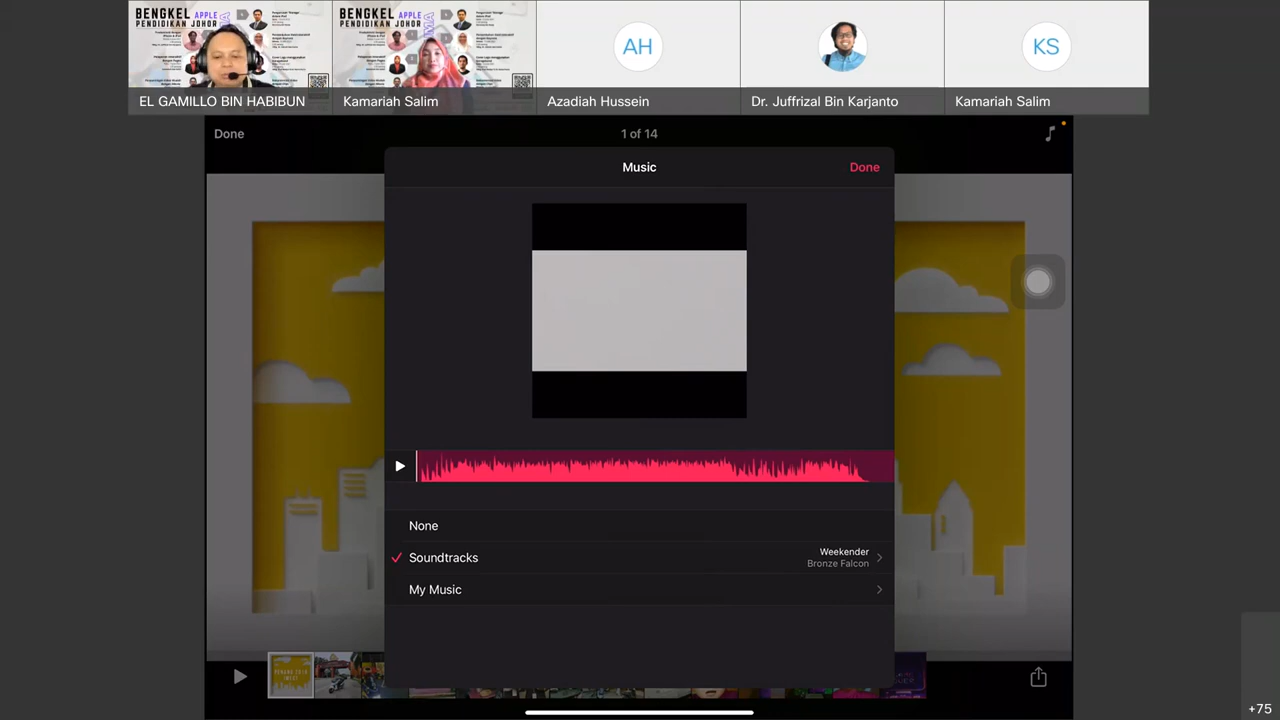 BENGKEL APPLE
PENDIDIKAN JOHOR
BENGKEL APPLE
PENDIDIKAN JOHOR
AH
KS
EL GAMILLO BIN HABIBUN
Kamariah Salim
Azadiah Hussein
Dr. Juffrizal Bin Karjanto
Kamariah Salim
Done
1 of 14
Music
Done
None
Soundtracks
Weekender
Bronze Falcon
My Music
+75